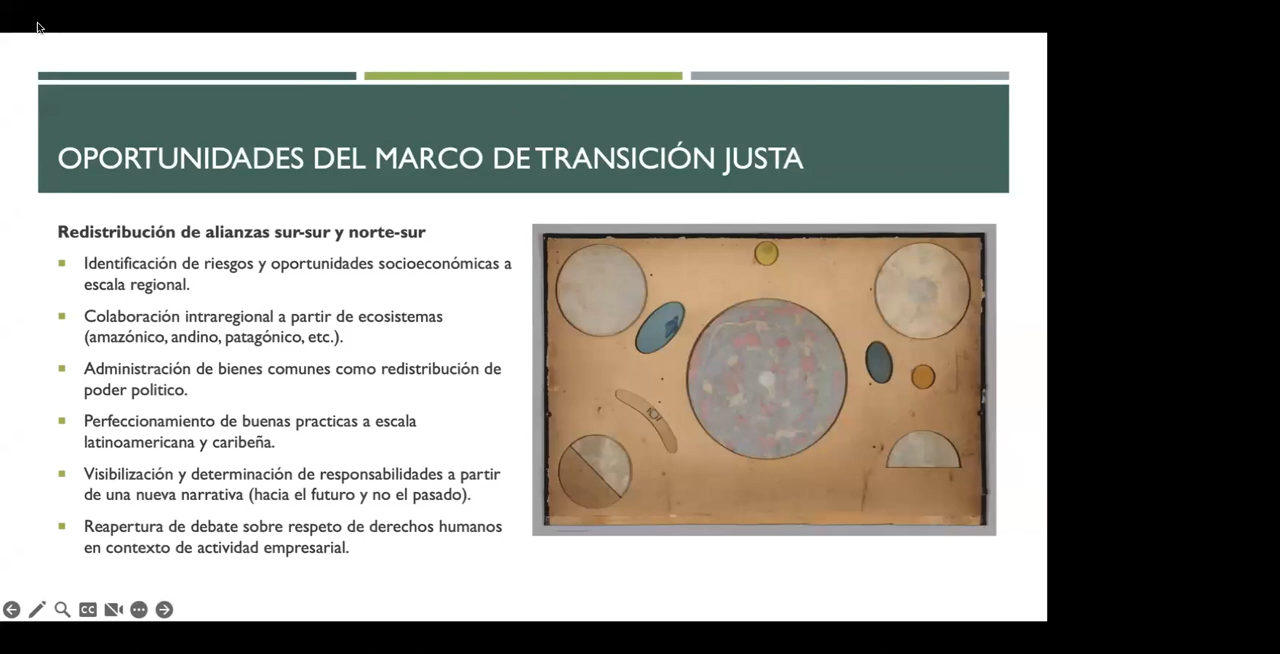 OPORTUNIDADES DEL MARCO DE TRANSICIÓN JUSTA
Redistribución de alianzas sur-sur y norte-sur
Identificación de riesgos y oportunidades socioeconómicas a
escala regional.
Colaboración intraregional a partir de ecosistemas
(amazónico, andino, patagónico, etc.).
Administración de bienes comunes como redistribución de
poder politico.
Perfeccionamiento de buenas practicas a escala
latinoamericana y caribeña.
Visibilización y determinación de responsabilidades a partir
de una nueva narrativa (hacia el futuro y no el pasado).
Reapertura de debate sobre respeto de derechos humanos
en contexto de actividad empresarial.
CC